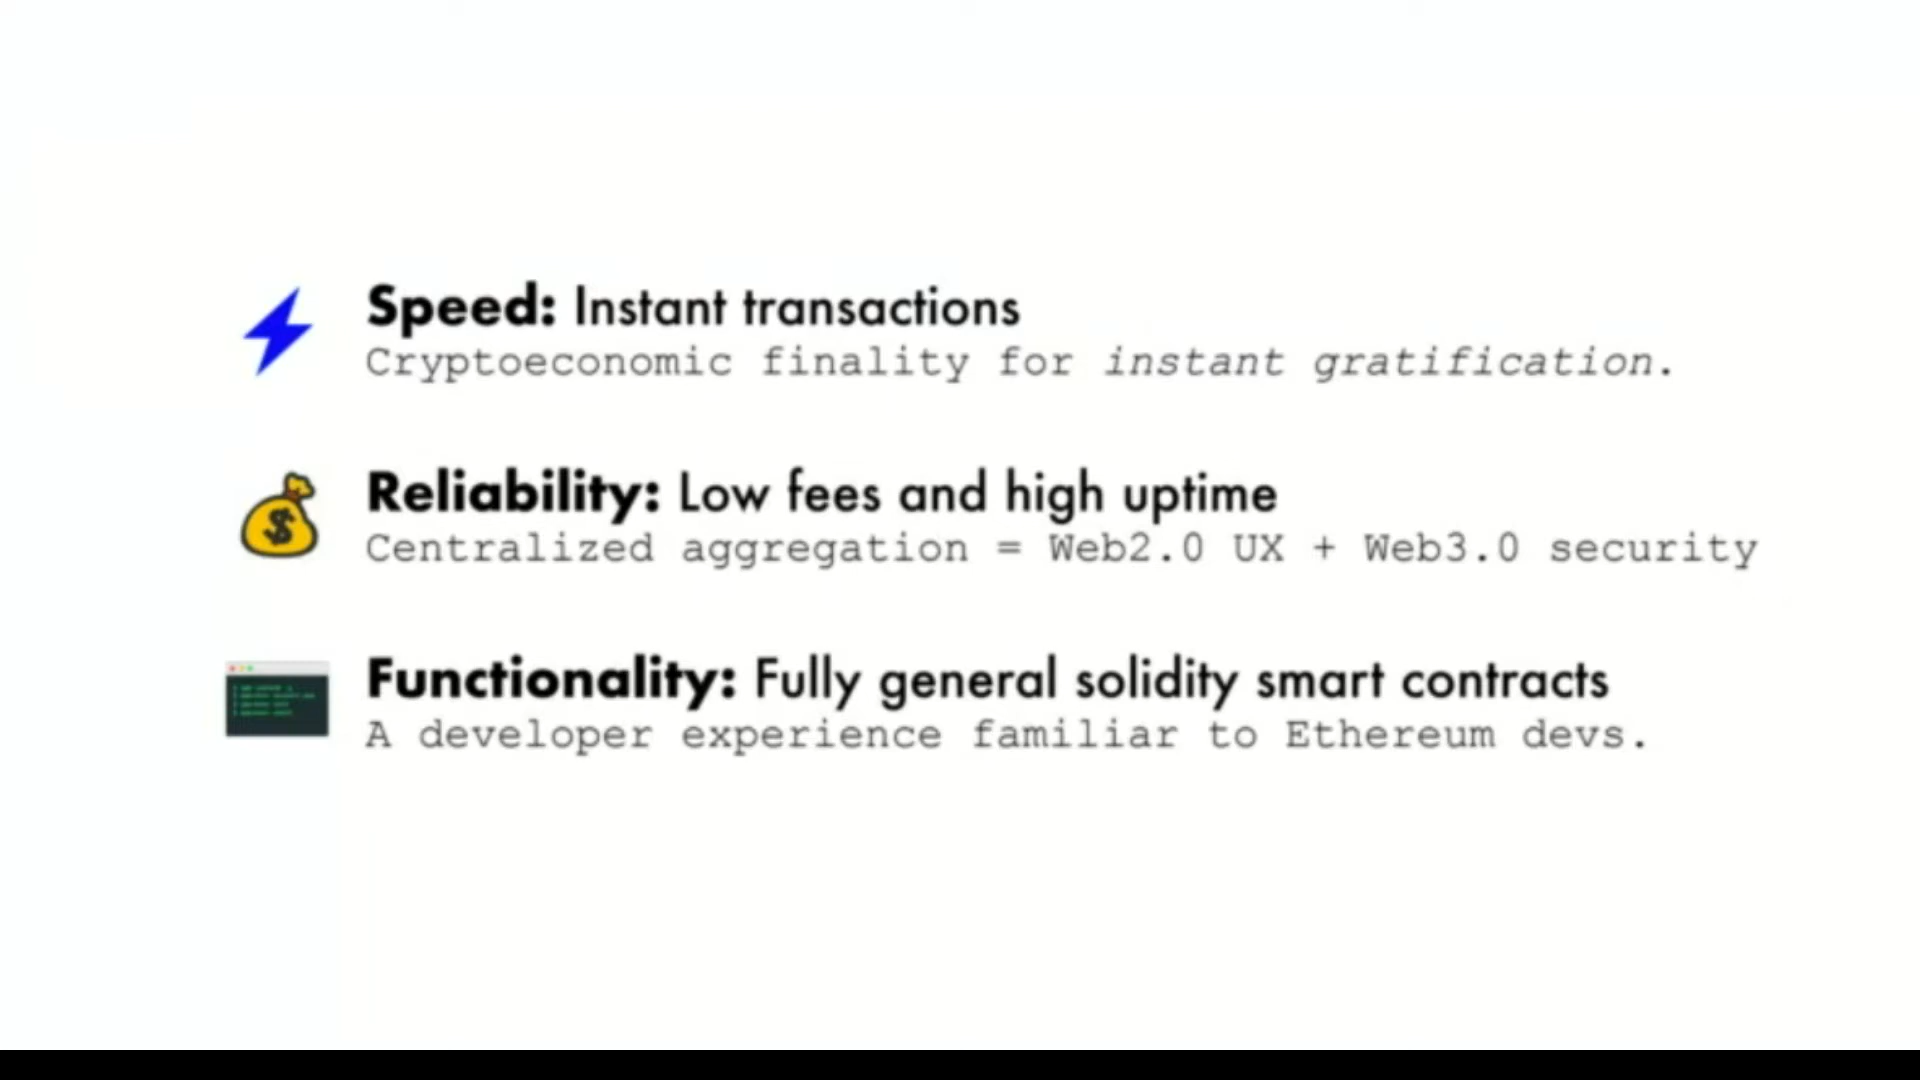 Speed: Instant transactions
Cryptoeconomic finality for instant gratification.
Reliability: Low fees and high uptime
Centralized aggregation = Web2.0 UX + Web3.0 security
Functionality: Fully general solidity smart contracts
A developer experience familiar to Ethereum devs.